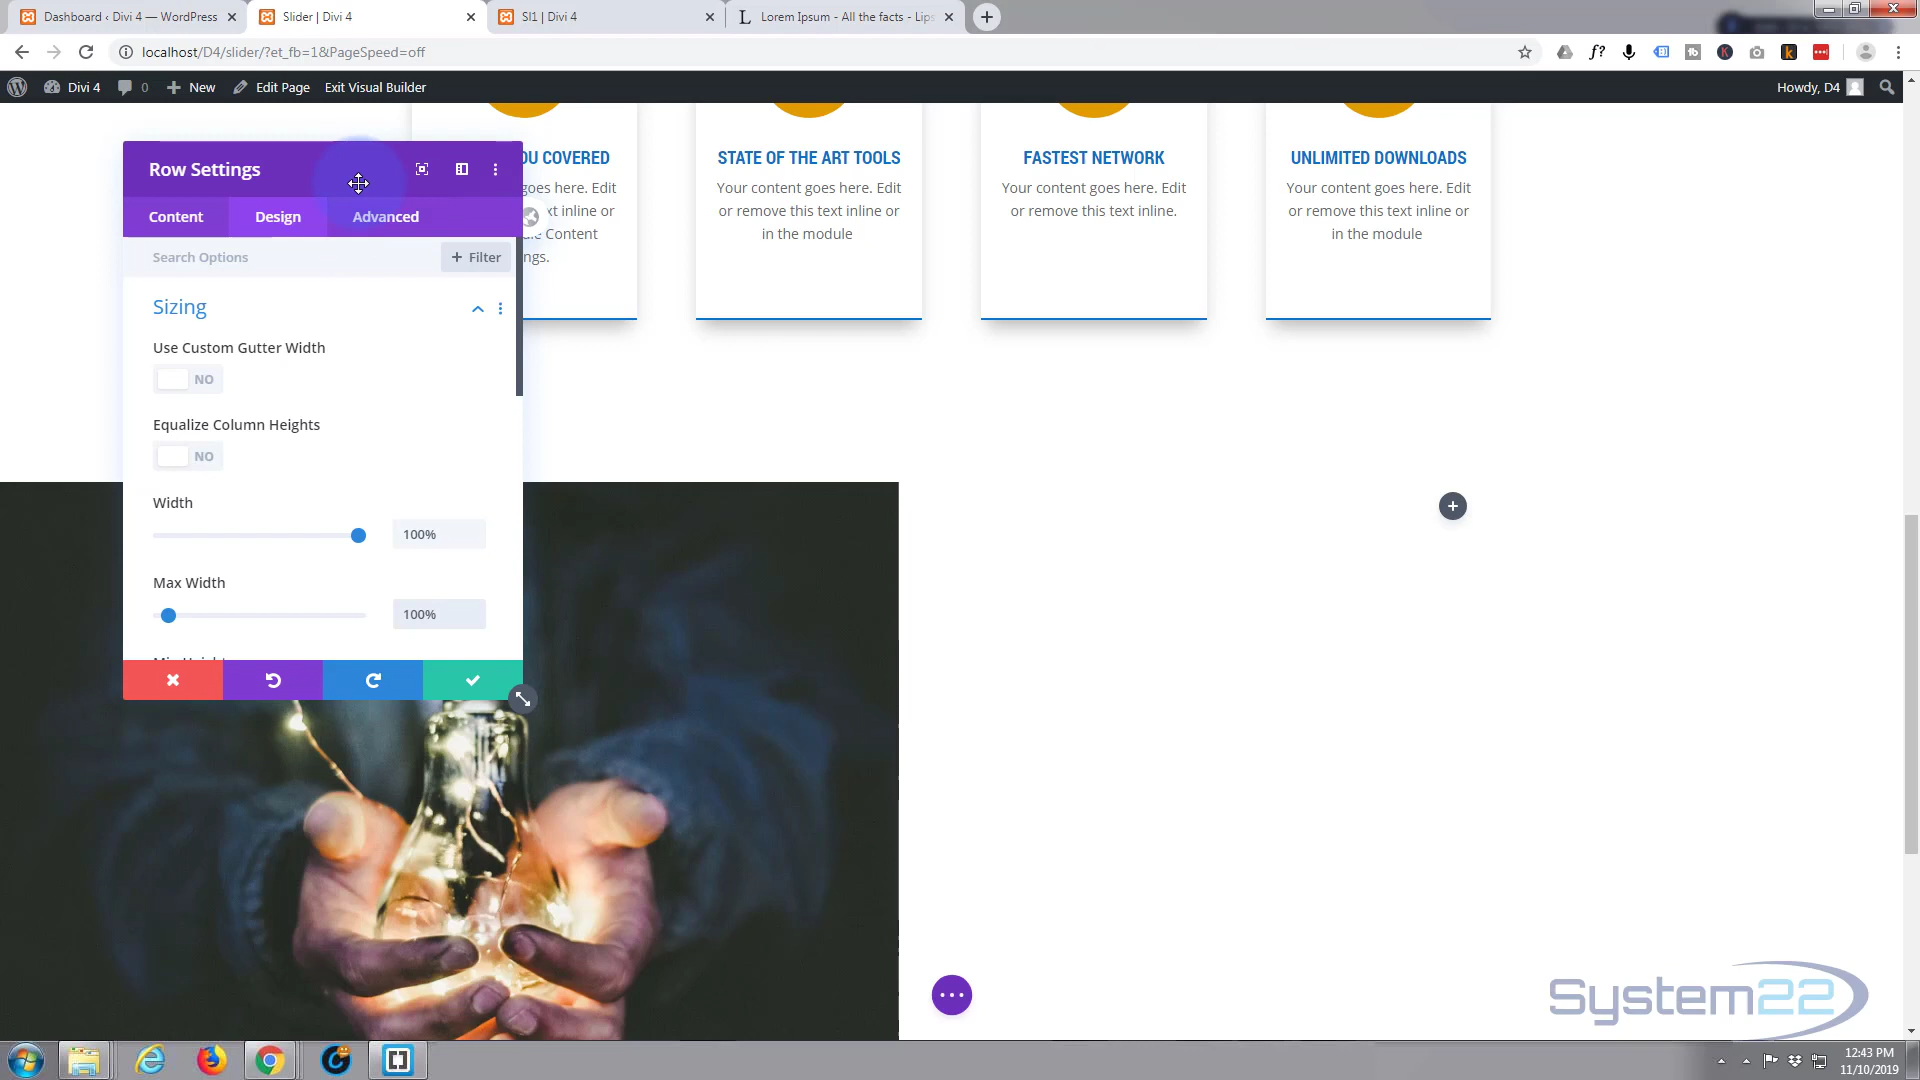 Dashboard ‹ Divi 4 — WordPress
Slider | Divi 4
Sl1 | Divi 4
Lorem Ipsum - All the facts - Lips
localhost/D4/slider/?et_fb=1&PageSpeed=off
Divi 4
0
New
Edit Page
Exit Visual Builder
Howdy, D4
Row Settings
Content
Design
Advanced
Search Options
+ Filter
Sizing
Use Custom Gutter Width
NO
Equalize Column Heights
NO
Width
100%
Max Width
100%
OU COVERED
goes here. Edit
xt inline or
Content
ngs.
STATE OF THE ART TOOLS
Your content goes here. Edit
or remove this text inline or
in the module
FASTEST NETWORK
Your content goes here. Edit
or remove this text inline.
UNLIMITED DOWNLOADS
Your content goes here. Edit
or remove this text inline or
in the module
System22
12:43 PM
11/10/2019